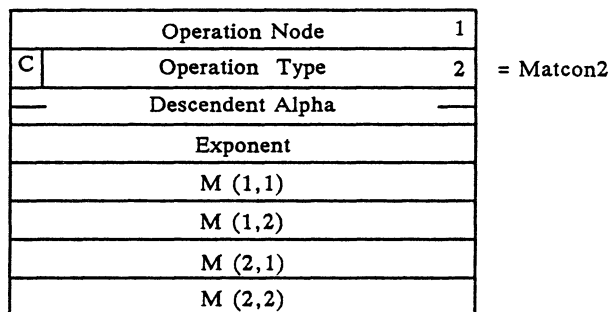 Operation Node 1
C Operation Type 2 = Matcon2
Descendent Alpha
Exponent
M (1,1)
M (1,2)
M (2,1)
M (2,2)